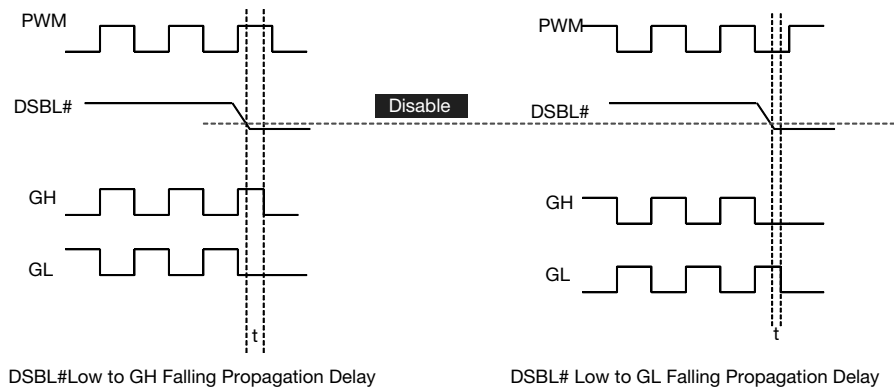 PWM
DSBL#
GH
GL
t
DSBL#Low to GH Falling Propagation Delay
Disable
PWM
DSBL#
GH
GL
t
DSBL# Low to GL Falling Propagation Delay